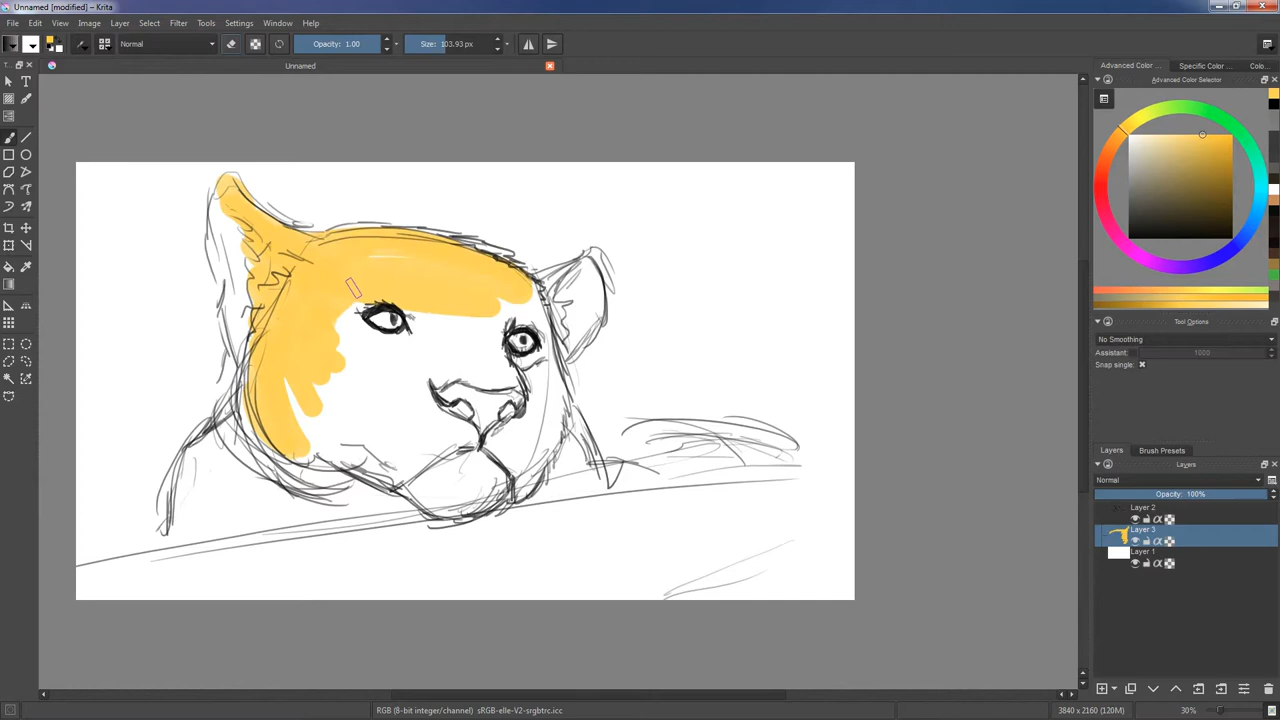 Unnamed [modified] – Krita
File Edit View Image Layer Select Filter Tools Settings Window Help
Normal Opacity: 1.00 Size: 103.93 px
T... Unnamed
Advanced Color ... Specific Color ... Colo...
Advanced Color Selector
Tool Options
No Smoothing
Assistant: 1000
Snap single:
Layers Brush Presets
Layers
Normal
Opacity: 100%
Layer 2
Layer 3
Layer 1
RGB (8-bit integer/channel) sRGB-elle-V2-srgbtrc.icc 3840 x 2160 (120M) 30%